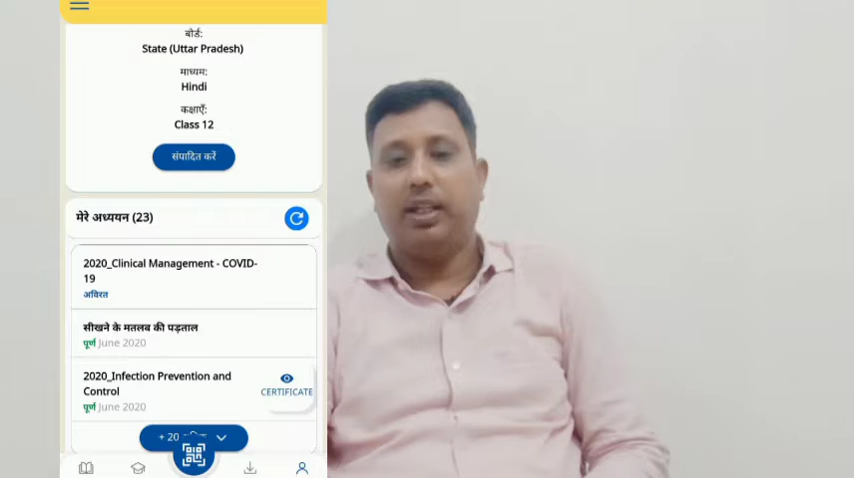 बोर्ड:
State (Uttar Pradesh)
माध्यम:
Hindi
कक्षाएँ:
Class 12
संपादित करें
मेरे अध्ययन (23)
2020_Clinical Management - COVID-
19
अविरत
सीखने के मतलब की पड़ताल
पूर्ण June 2020
2020_Infection Prevention and
Control
CERTIFICATE
पूर्ण June 2020
+ 20